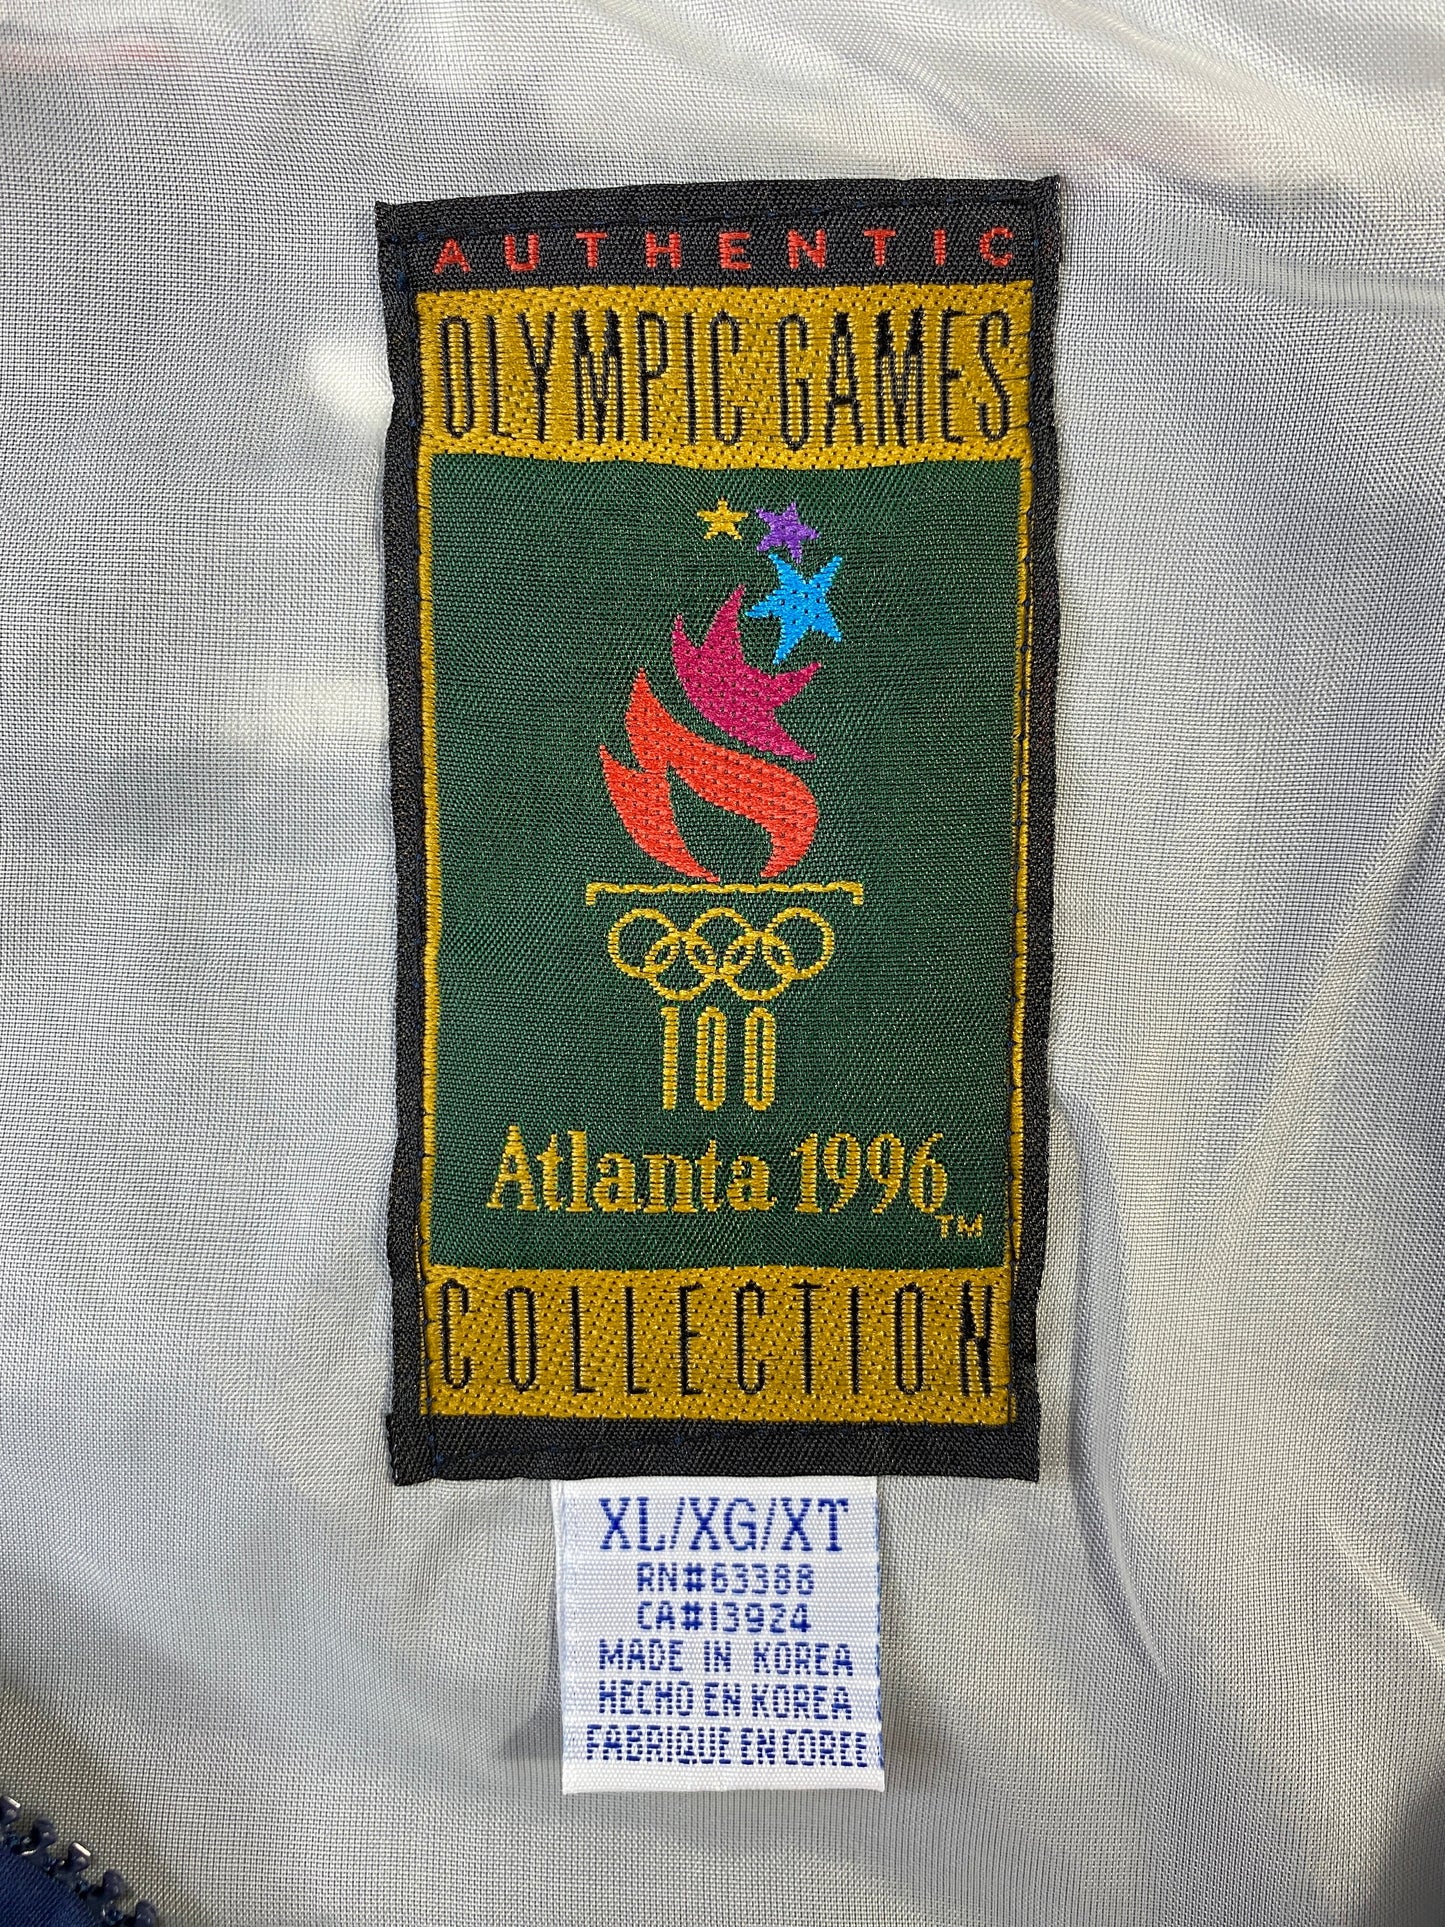 AUTHENTIC
OLYMPIC GAMES
100
Atlanta 1996 TM
COLLECTION
XL/XG/XT
RN#63388
CA#13924
MADE IN KOREA
HECHO EN KOREA
FABRIQUE EN COREE